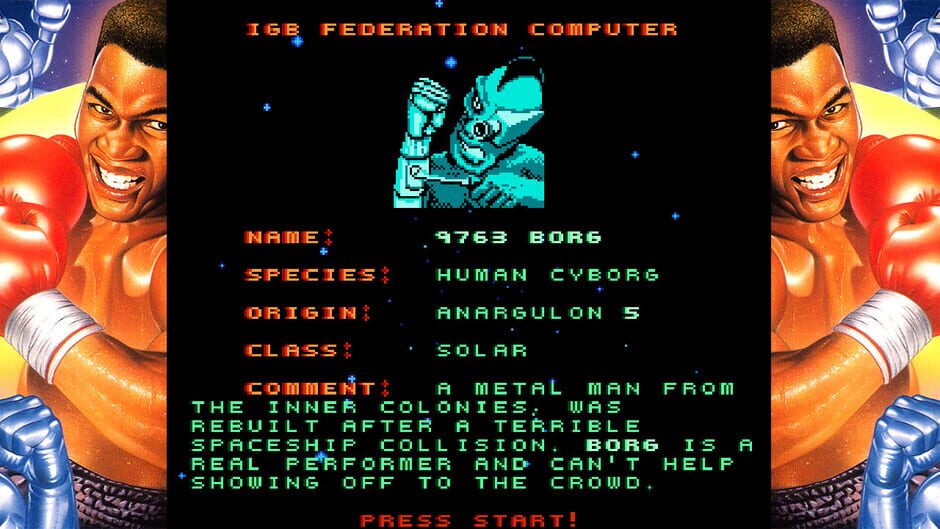 IGB FEDERATION COMPUTER
NAME: 9763 BORG
SPECIES: HUMAN CYBORG
ORIGIN: ANARGULON 5
CLASS: SOLAR
COMMENT: A METAL MAN FROM
THE INNER COLONIES. WAS
REBUILT AFTER A TERRIBLE
SPACESHIP COLLISION. BORG IS A
REAL PERFORMER AND CAN'T HELP
SHOWING OFF TO THE CROWD.
PRESS START!